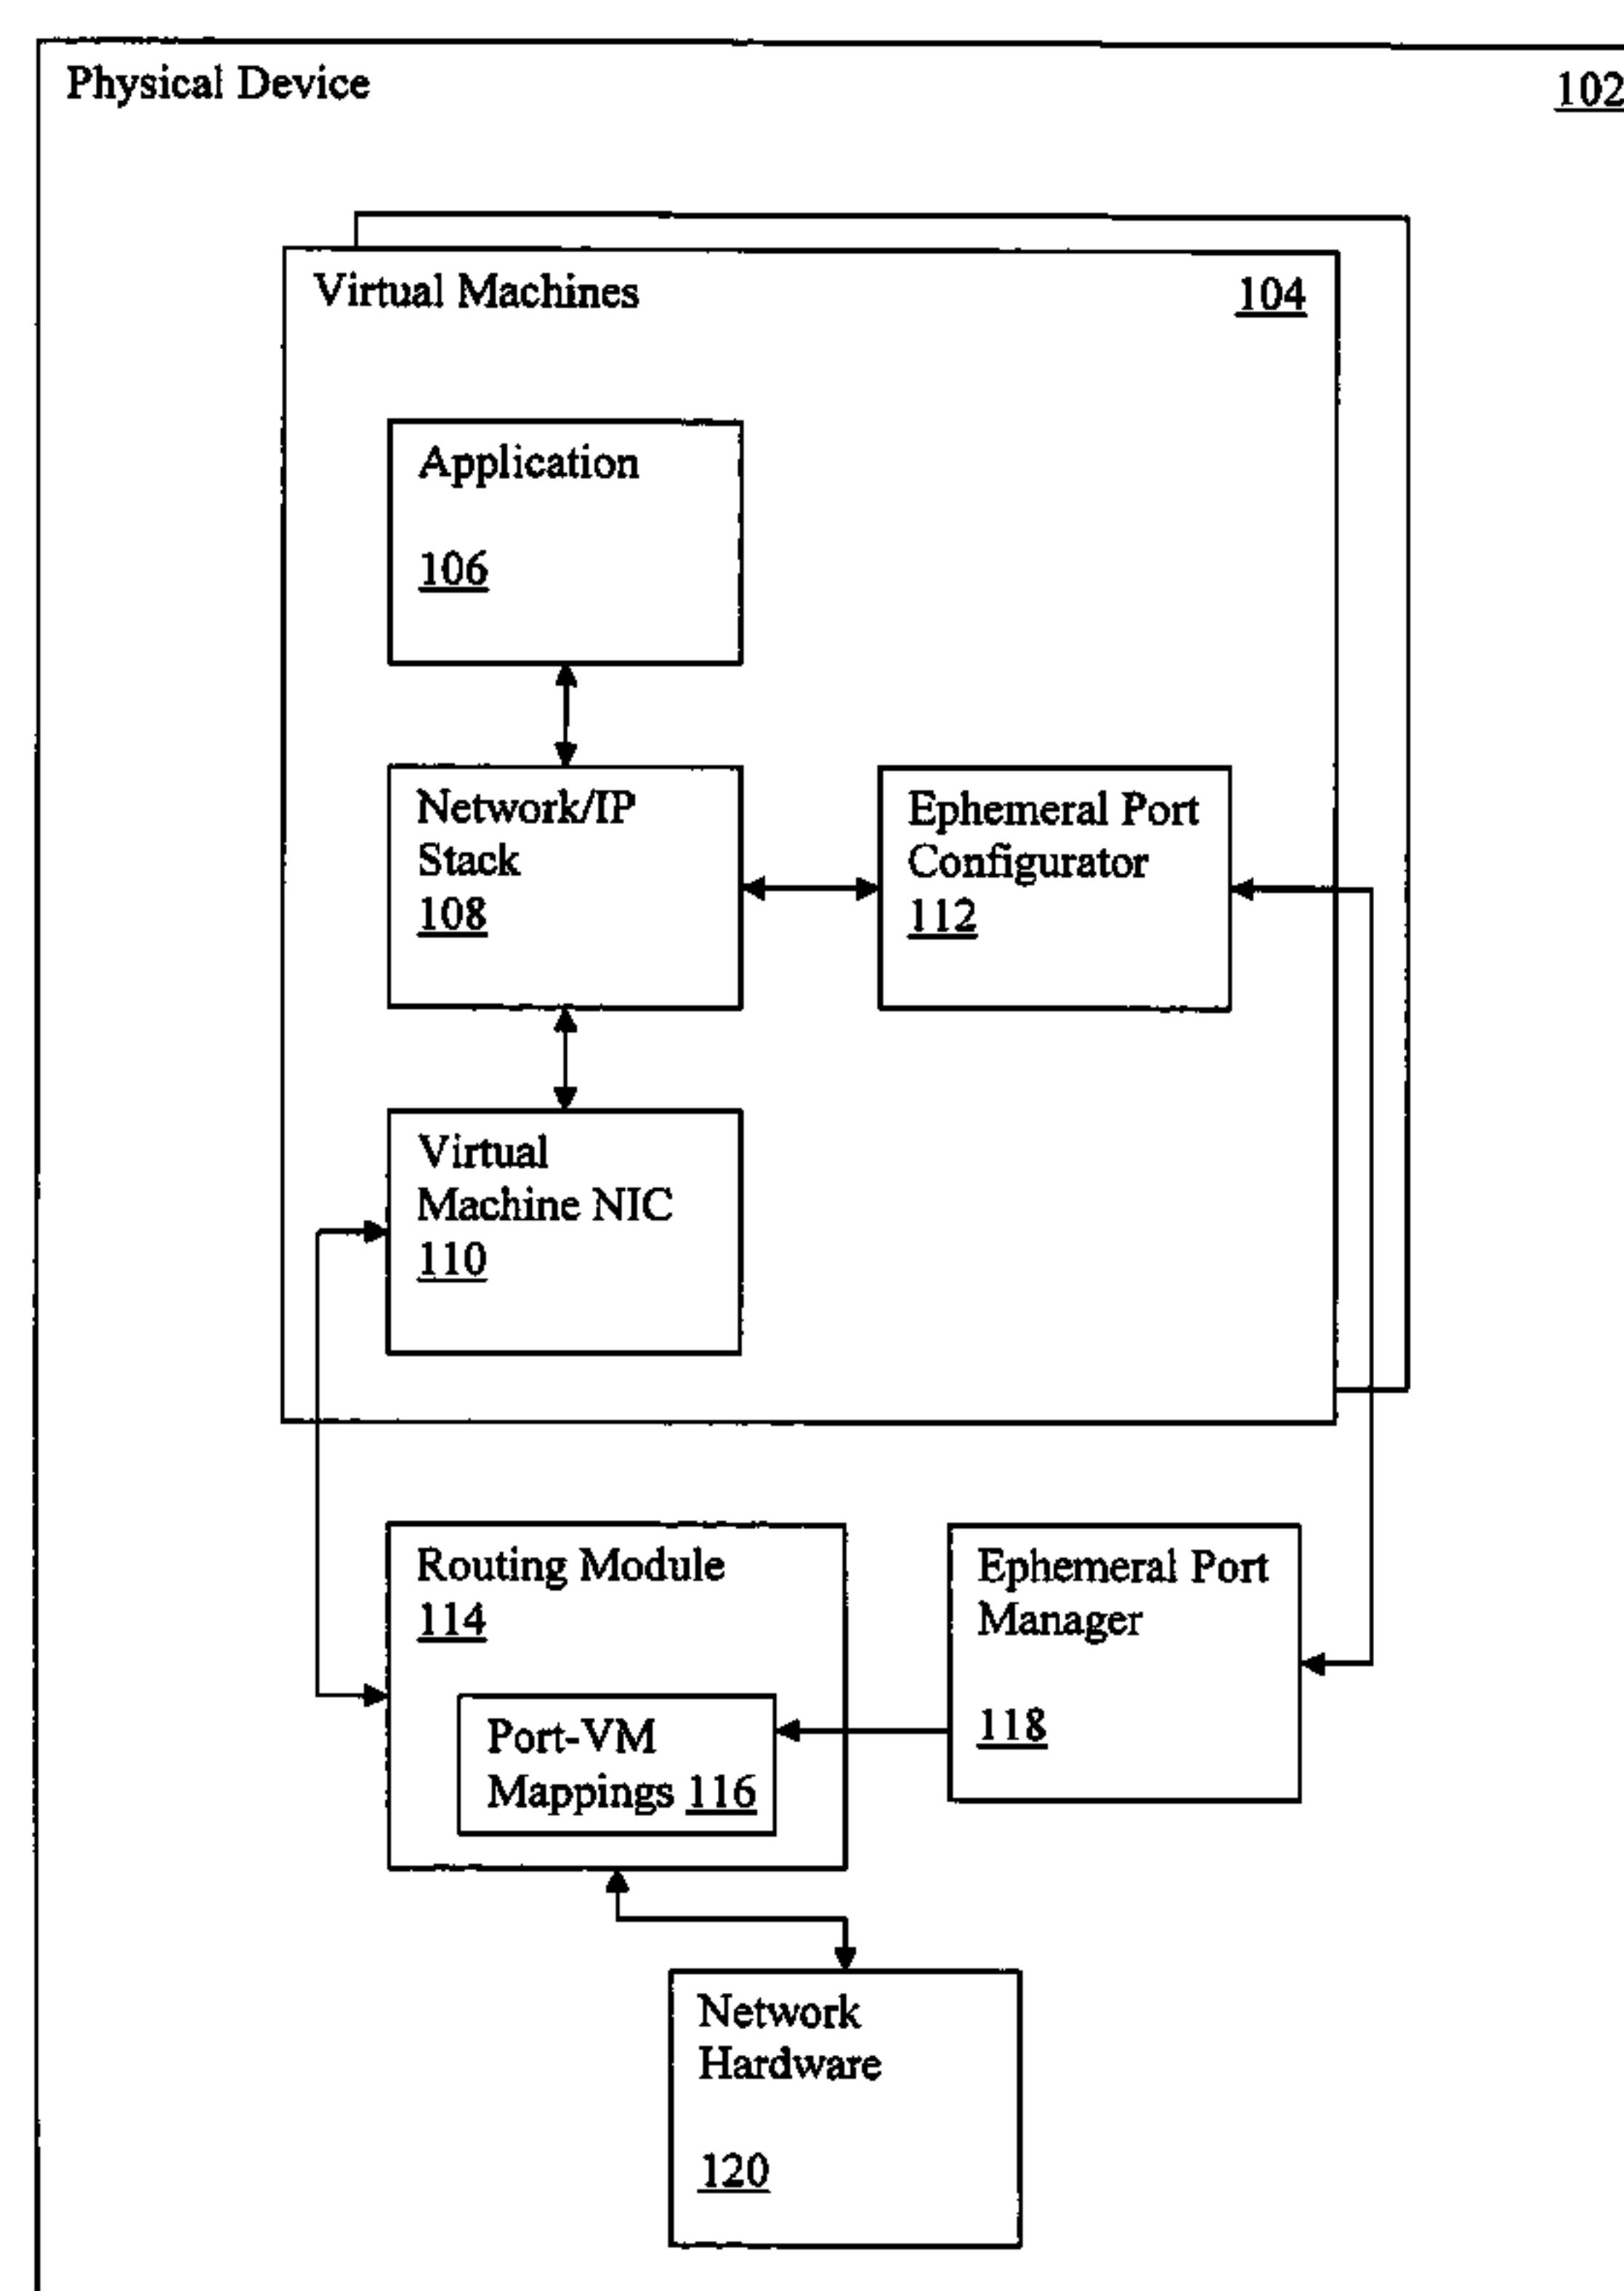 Physical Device
102
Virtual Machines
104
Application
106
Network/IP
Stack
108
Ephemeral Port
Configurator
112
Virtual
Machine NIC
110
Routing Module
114
Port-VM
Mappings 116
Ephemeral Port
Manager
118
Network
Hardware
120